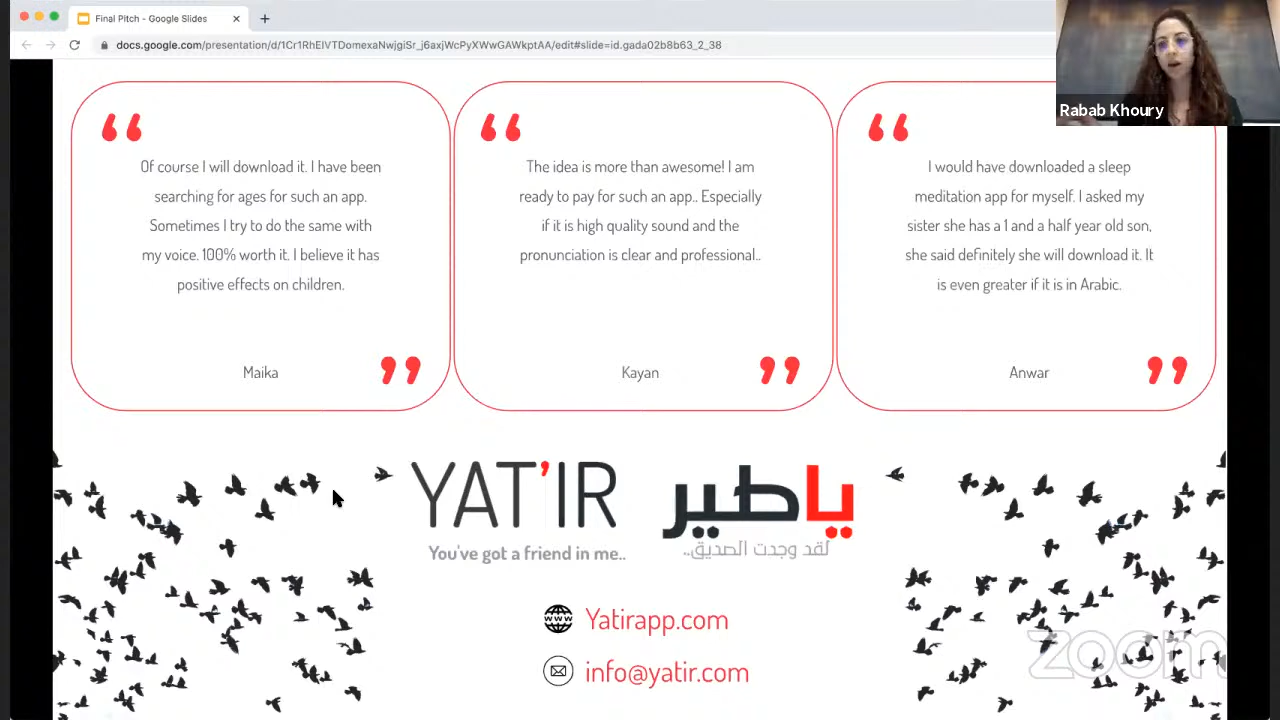 Final Pitch - Google Slides
docs.google.com/presentation/d/1Cr1RhElVTDomexaNwjgiSr_j6axjWcPyXWwGAWkptAA/edit#slide=id.gada02b8b63_2_38
Rabab Khoury
“
Of course I will download it. I have been
searching for ages for such an app.
Sometimes I try to do the same with
my voice. 100% worth it. I believe it has
positive effects on children.
Maika
”
“
The idea is more than awesome! I am
ready to pay for such an app.. Especially
if it is high quality sound and the
pronunciation is clear and professional..
Kayan
”
“
I would have downloaded a sleep
meditation app for myself. I asked my
sister she has a 1 and a half year old son,
she said definitely she will download it. It
is even greater if it is in Arabic.
Anwar
”
YAT'IR
You've got a friend in me..
ياطير
لقد وجدت الصديق..
www
Yatirapp.com
info@yatir.com
zoom